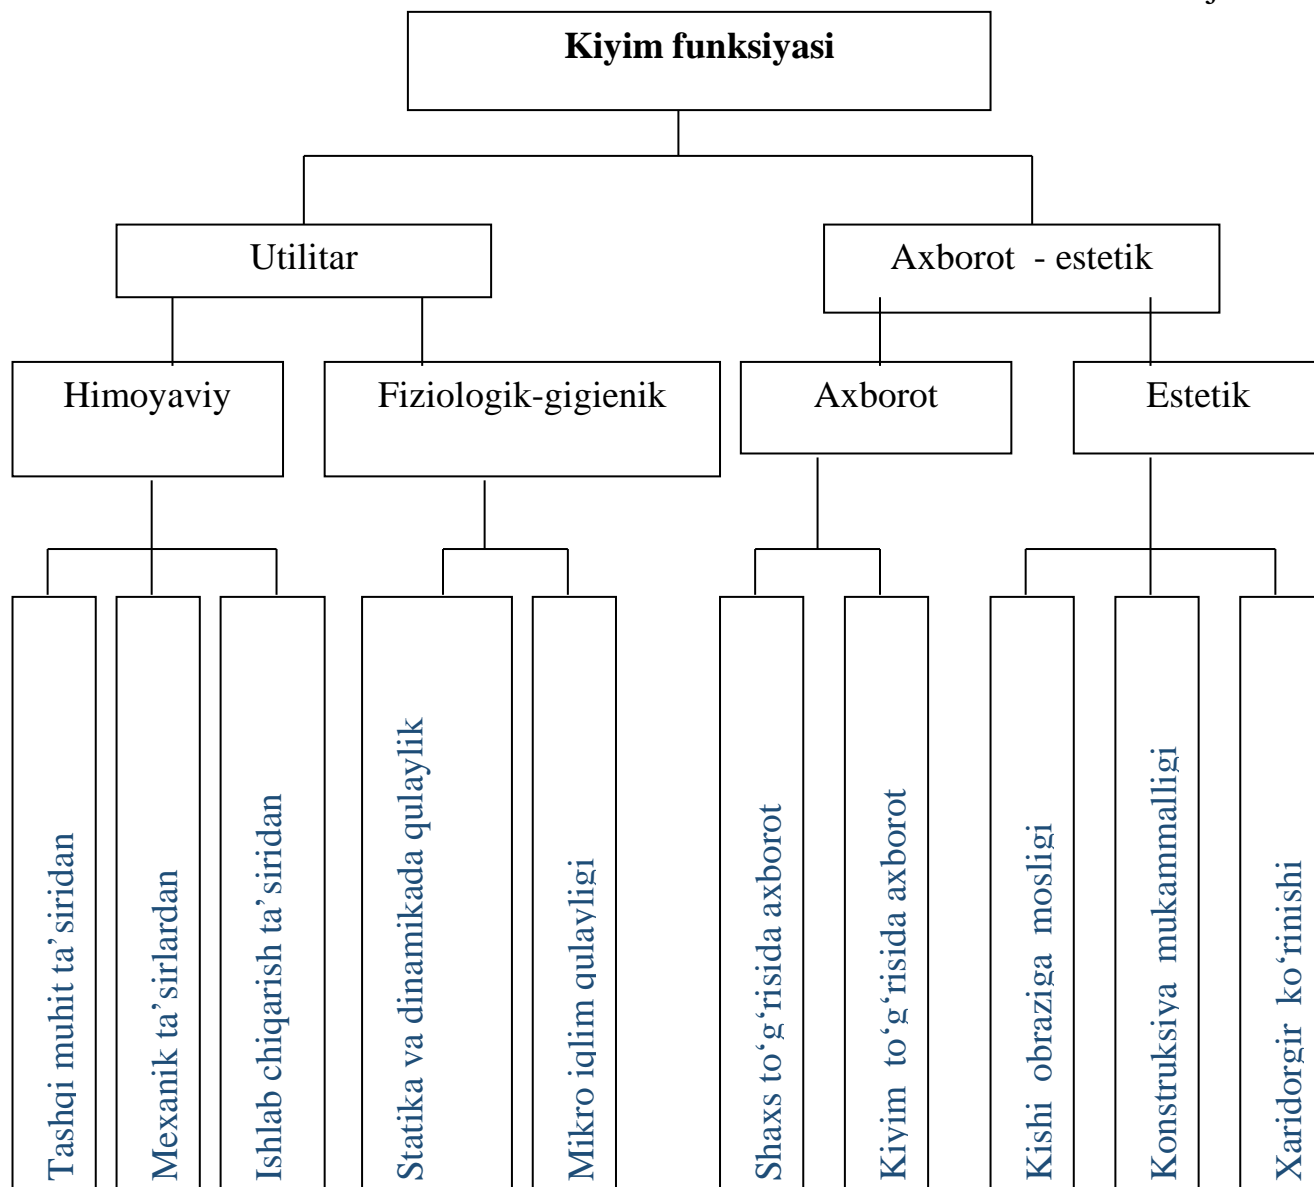 Kiyim funksiyasi
Utilitar
Axborot - estetik
Himoyaviy
Fiziologik-gigienik
Axborot
Estetik
Tashqi muhit ta’siridan
Mexanik ta’sirlardan
Ishlab chiqarish ta’siridan
Statika va dinamikada qulaylik
Mikro iqlim qulayligi
Shaxs to‘g‘risida axborot
Kiyim to‘g‘risida axborot
Kishi obraziga mosligi
Konstruksiya mukammalligi
Xaridorgir ko‘rinishi